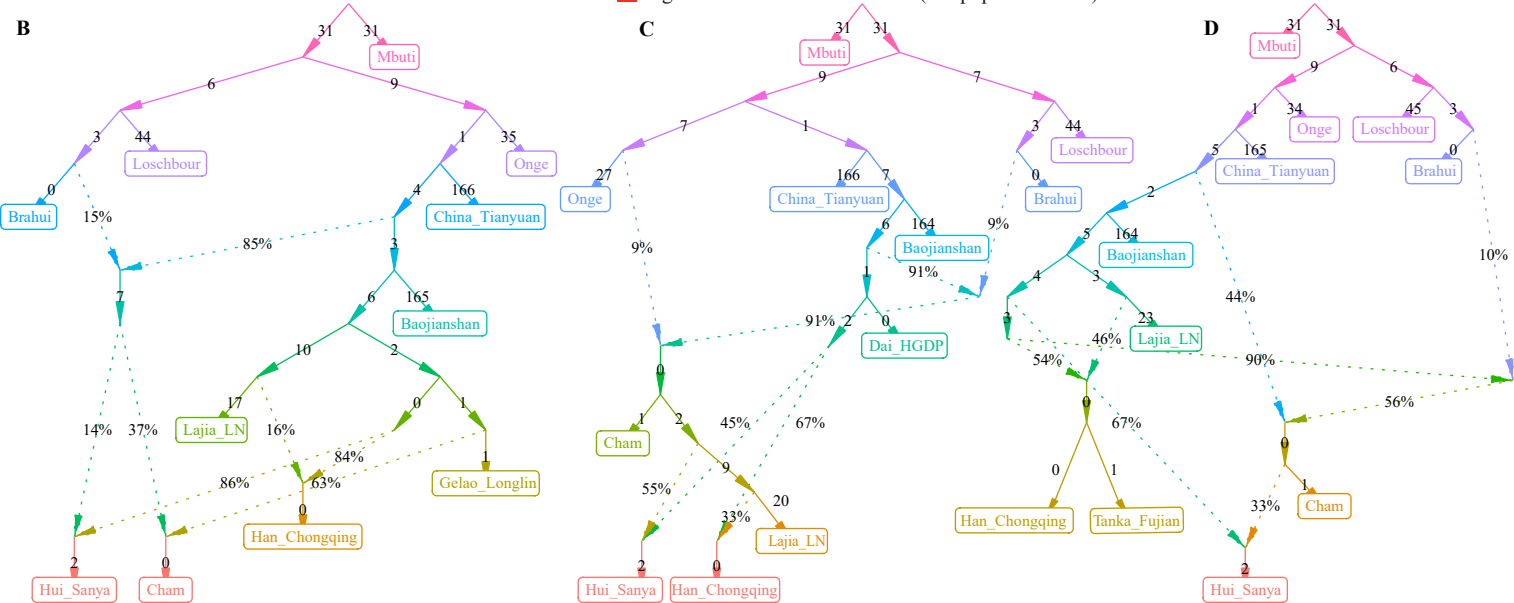 B
31 31
Mbuti
6 9
3 44 1 35
Loschbour Onge
0 4 166
Brahui China_Tianyuan
15% 85% 3
7 6 165
Baojianshan
10 2
17 16% 0 1
Lajia_LN
14% 37% 84% 1
86% 63% Gelao_Longlin
0
Han_Chongqing
2 0
Hui_Sanya Cham
C
31 31
Mbuti
9 7
7 1 3 44
Loschbour
27 166 7 0
Onge China_Tianyuan Brahui
6 164 9%
9% Baojianshan
1 91%
91% 2 0
Dai_HGDP
0
1 2 45% 67%
Cham
9
55% 20
33%
Lajia_LN
2 0
Hui_Sanya Han_Chongqing
D
31 31
Mbuti
9 6
1 34 45 3
Onge Loschbour
5 165 0
China_Tianyuan Brahui
2
5 164
Baojianshan 10%
4 3
44%
3 23
46% Lajia_LN
54% 90%
0 56%
67%
0
0 1 1
Cham
33%
Han_Chongqing Tanka_Fujian
2
Hui_Sanya